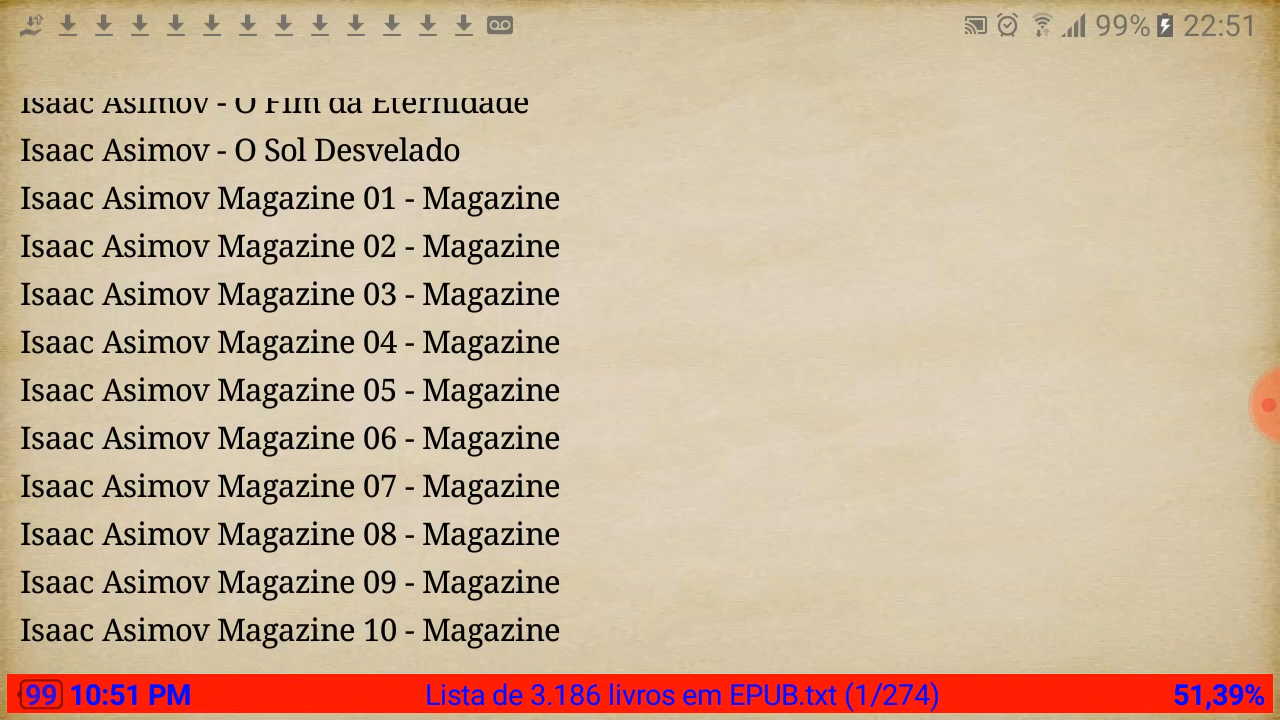 99% 22:51
Isaac Asimov - O Fim da Eternidade
Isaac Asimov - O Sol Desvelado
Isaac Asimov Magazine 01 - Magazine
Isaac Asimov Magazine 02 - Magazine
Isaac Asimov Magazine 03 - Magazine
Isaac Asimov Magazine 04 - Magazine
Isaac Asimov Magazine 05 - Magazine
Isaac Asimov Magazine 06 - Magazine
Isaac Asimov Magazine 07 - Magazine
Isaac Asimov Magazine 08 - Magazine
Isaac Asimov Magazine 09 - Magazine
Isaac Asimov Magazine 10 - Magazine
99 10:51 PM Lista de 3.186 livros em EPUB.txt (1/274) 51,39%